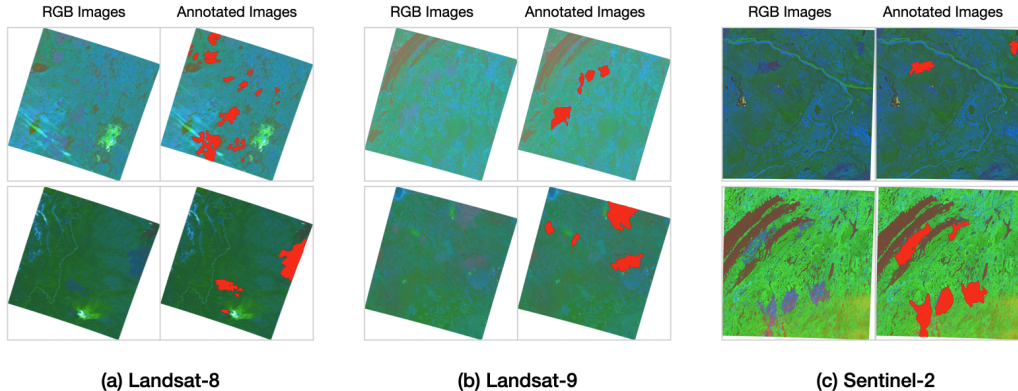 RGB Images Annotated Images RGB Images Annotated Images RGB Images Annotated Images
(a) Landsat-8 (b) Landsat-9 (c) Sentinel-2